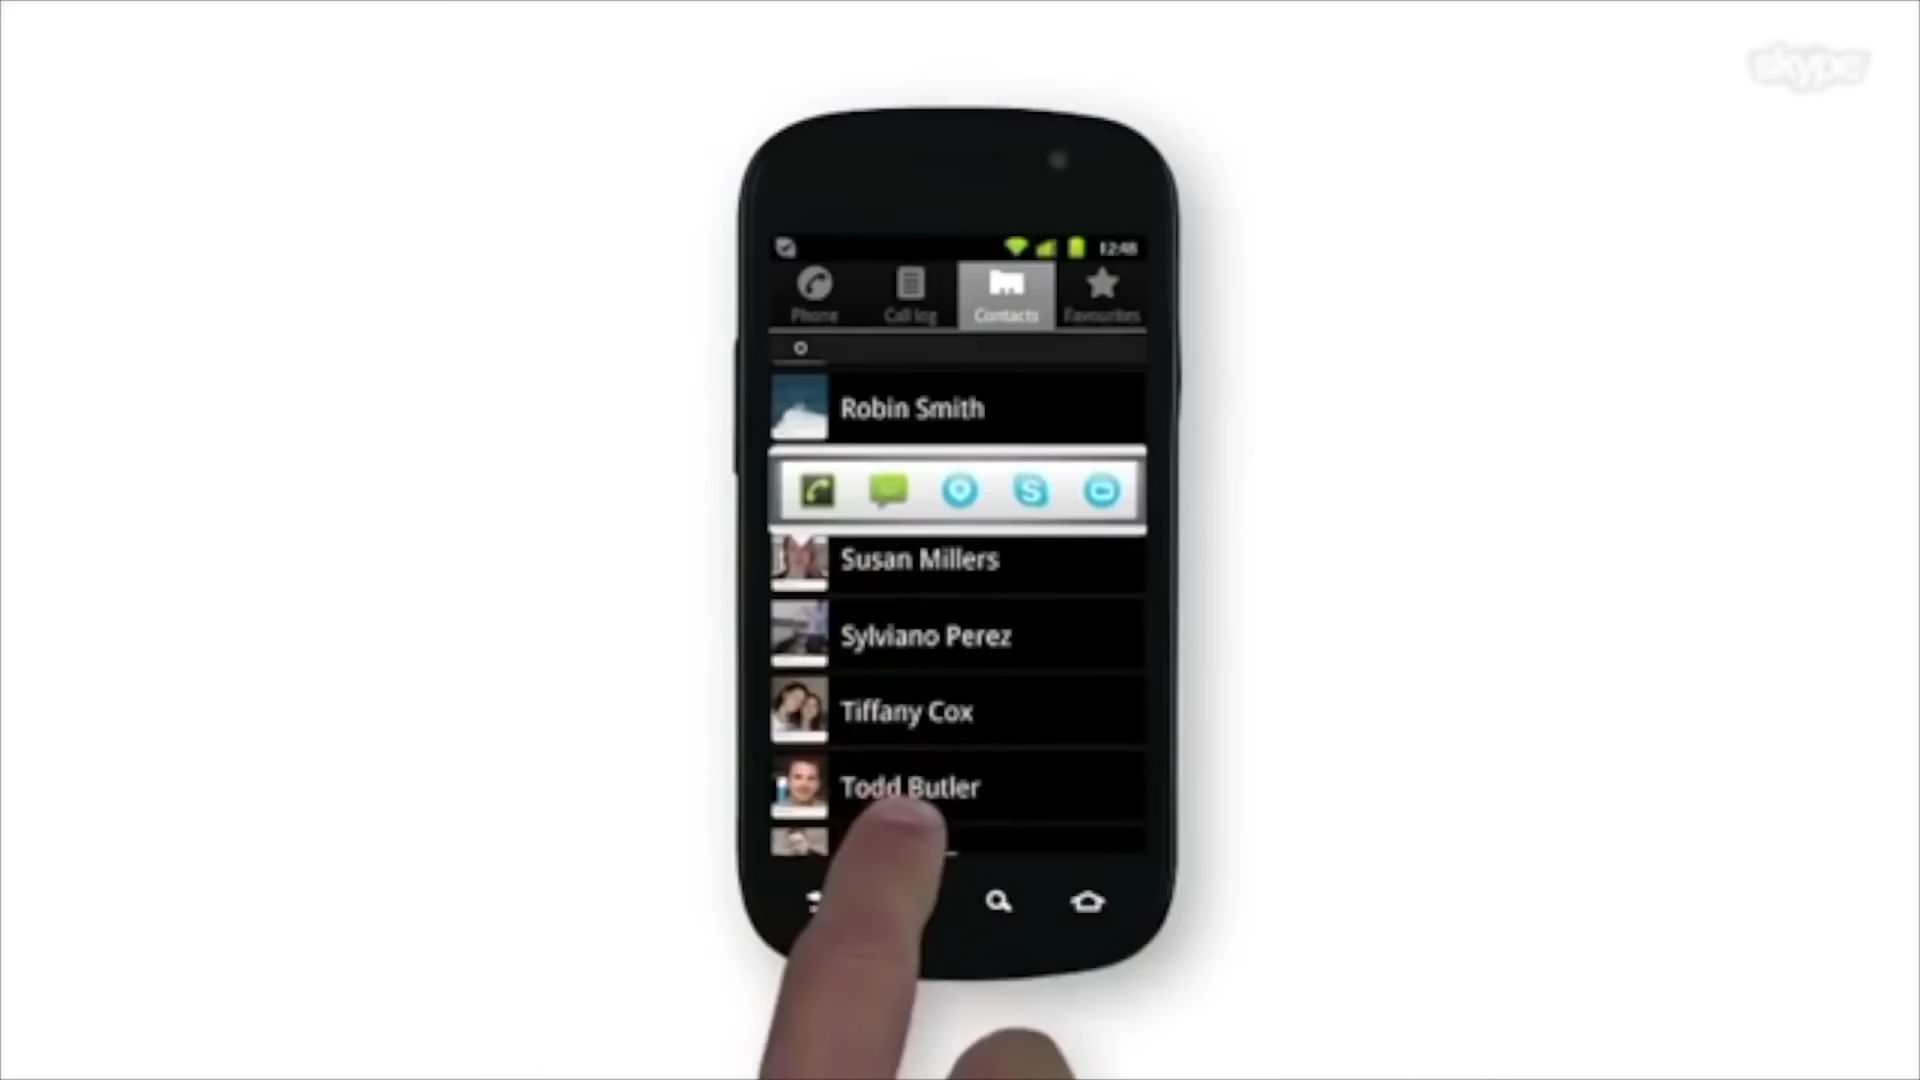 skype
12:48
Phone
Call log
Contacts
Favourites
O
Robin Smith
Susan Millers
Sylviano Perez
Tiffany Cox
Todd Butler